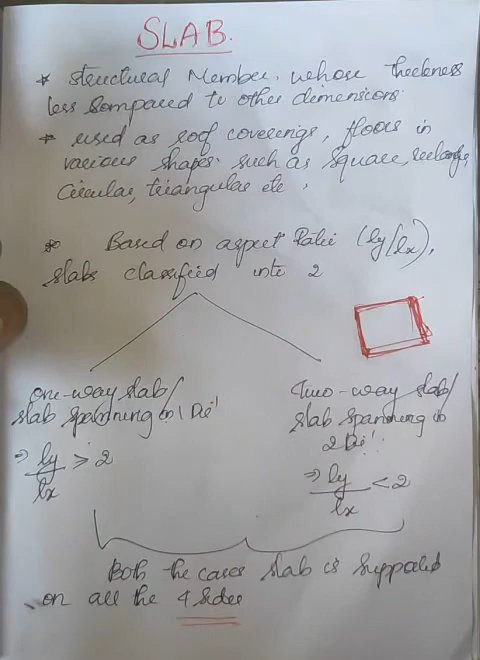 SLAB.
* Structural Member. whose thickness
less Compared to other dimensions.
* used as roof coverings, floors in
various shapes. such as square, rectangle,
Circular, triangular etc.
* Based on aspect Ratio (ly/lx),
slabs classified into 2
one-way slab/
slab spanning in 1 Dir'
⇒ ly/lx ≥ 2
Two-way slab/
slab spanning in
2 Dir'
⇒ ly/lx < 2
Both the cases slab is supported
on all the 4 sides